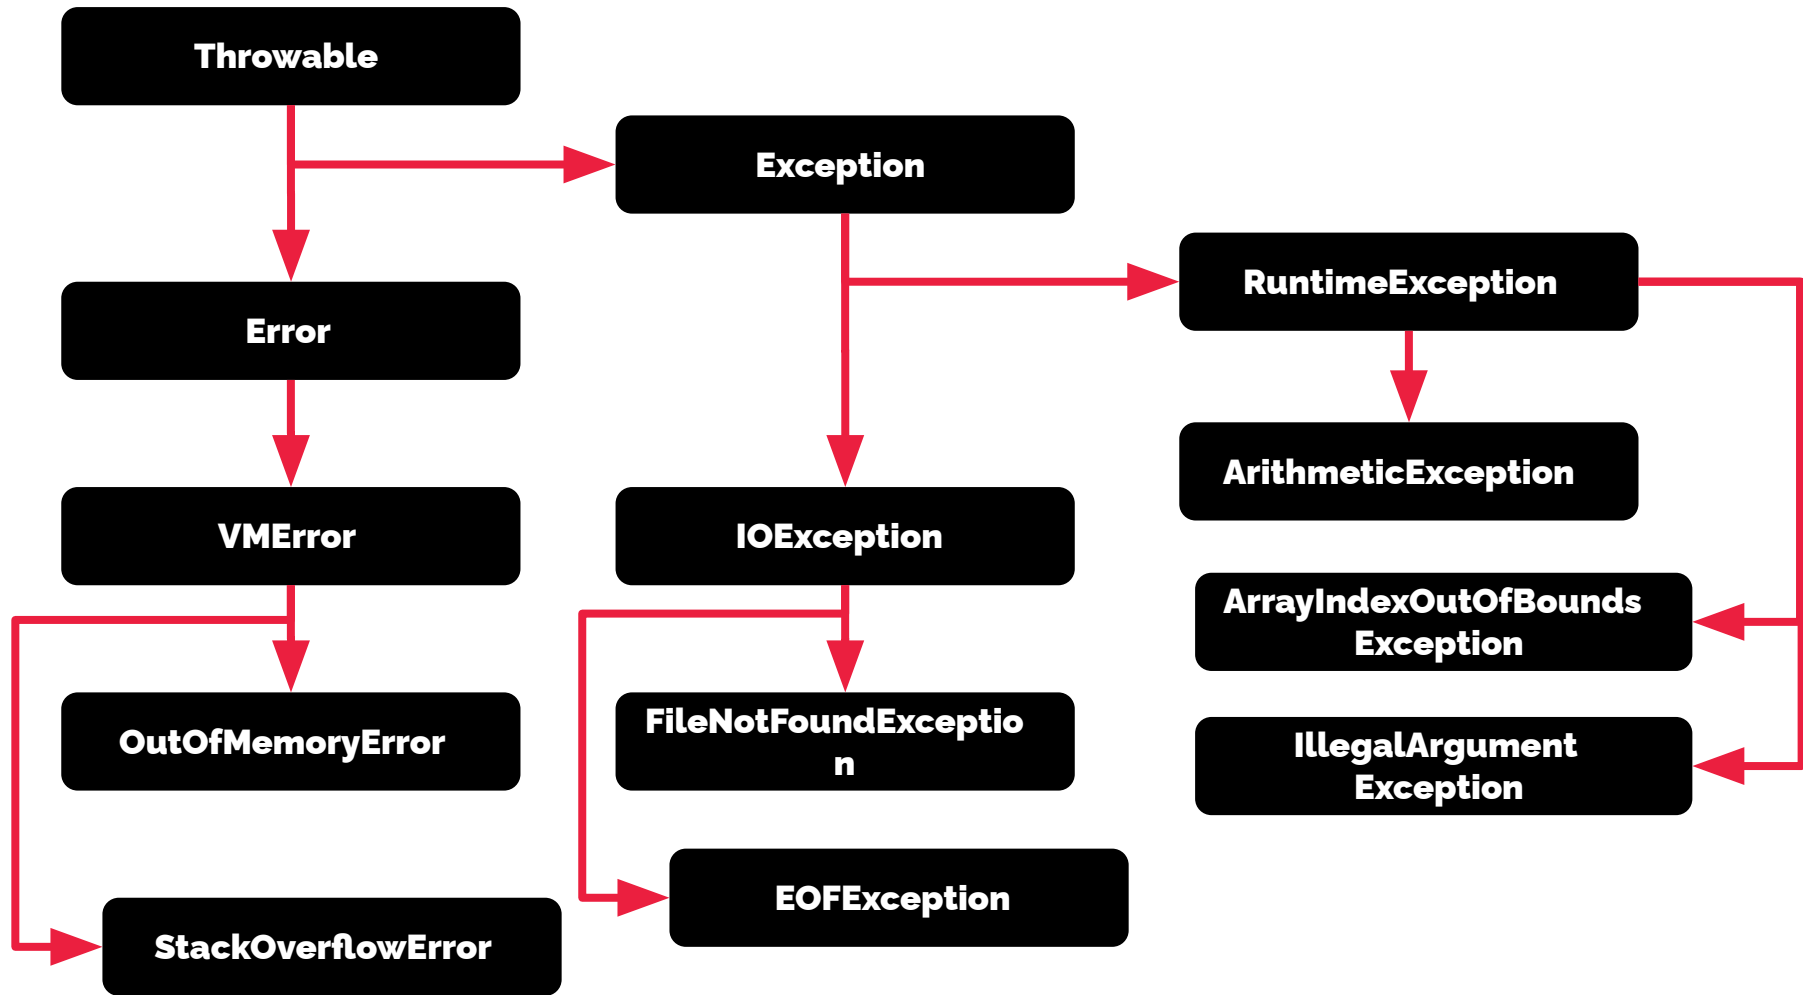 Throwable
Exception
RuntimeException
Error
ArithmeticException
VMError
IOException
ArrayIndexOutOfBounds
Exception
OutOfMemoryError
FileNotFoundExceptio
n
IllegalArgument
Exception
EOFException
StackOverflowError